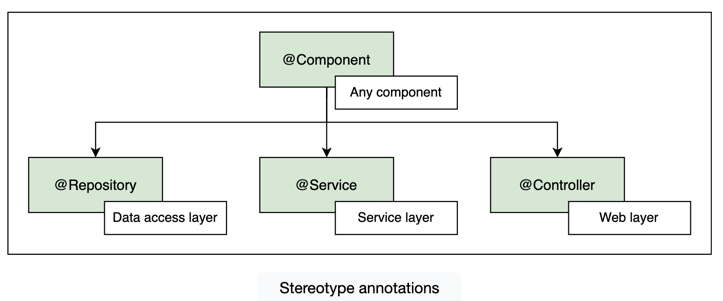 @Component
Any component
@Repository
Data access layer
@Service
Service layer
@Controller
Web layer
Stereotype annotations